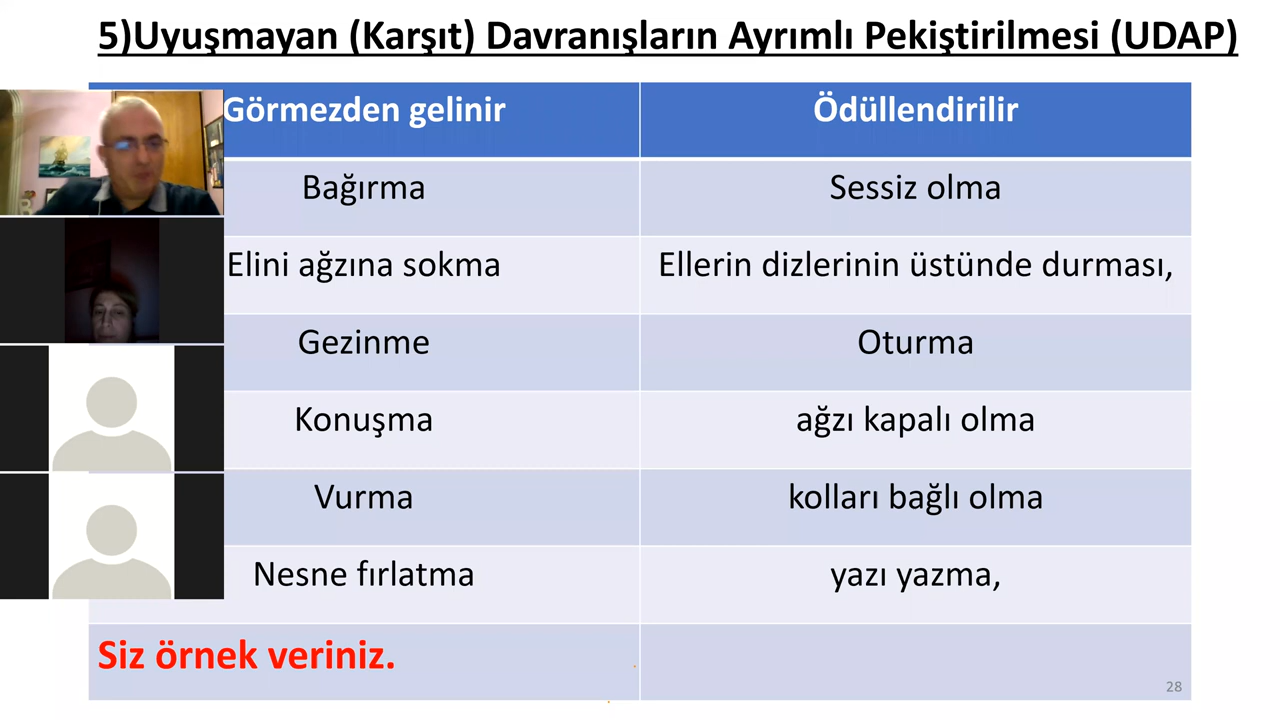 5)Uyuşmayan (Karşıt) Davranışların Ayrımlı Pekiştirilmesi (UDAP)
Görmezden gelinir Ödüllendirilir
Bağırma Sessiz olma
Elini ağzına sokma Ellerin dizlerinin üstünde durması,
Gezinme Oturma
Konuşma ağzı kapalı olma
Vurma kolları bağlı olma
Nesne fırlatma yazı yazma,
Siz örnek veriniz.
28